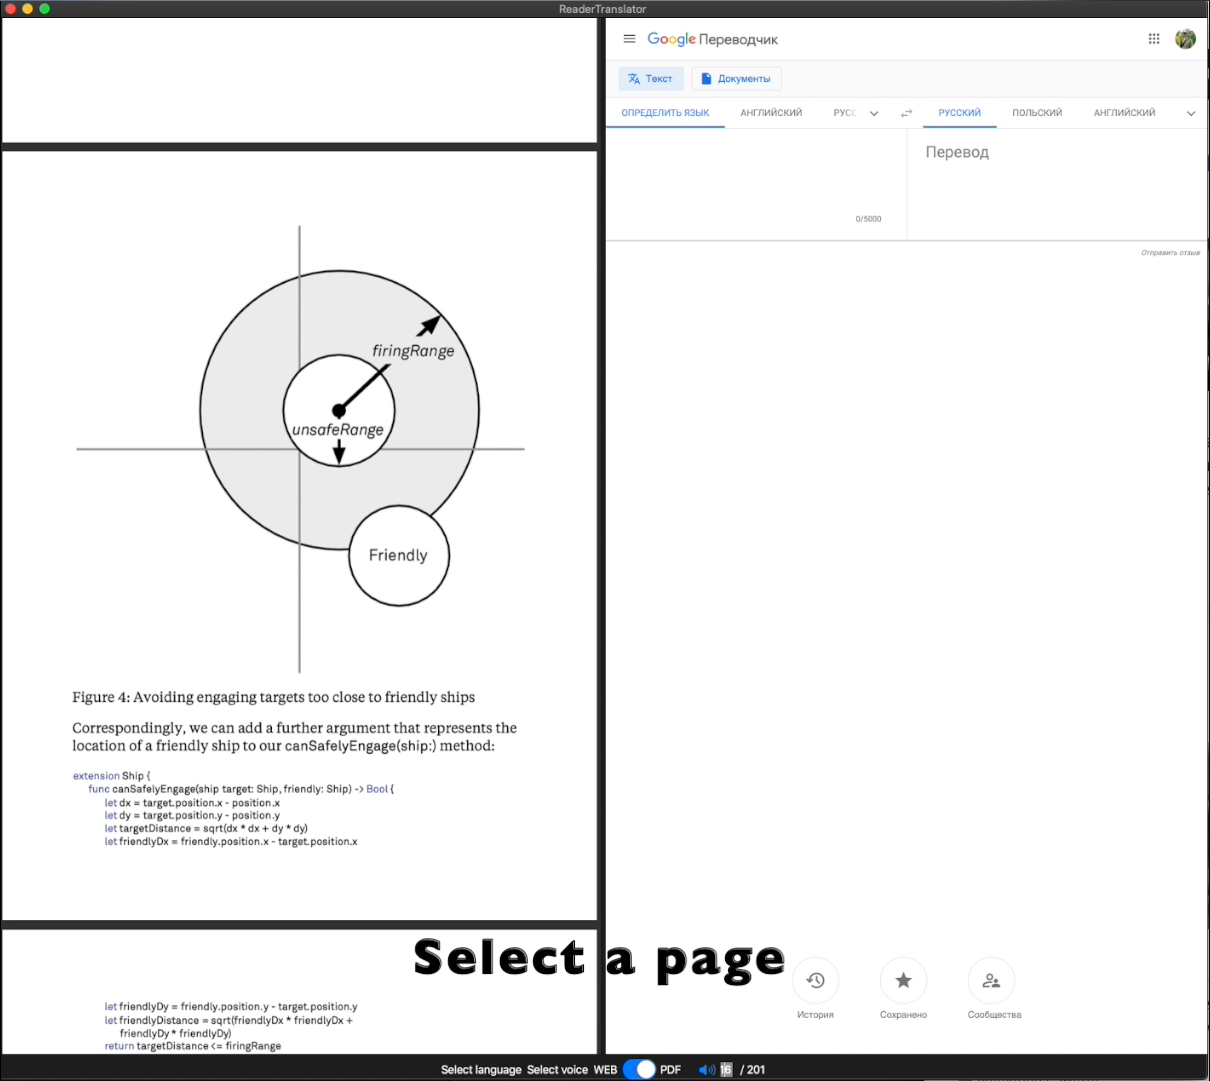 ReaderTranslator
firingRange
unsafeRange
Friendly
Figure 4: Avoiding engaging targets too close to friendly ships
Correspondingly, we can add a further argument that represents the
location of a friendly ship to our canSafelyEngage(ship:) method:
extension Ship {
func canSafelyEngage(ship target: Ship, friendly: Ship) -> Bool {
let dx = target.position.x - position.x
let dy = target.position.y - position.y
let targetDistance = sqrt(dx * dx + dy * dy)
let friendlyDx = friendly.position.x - target.position.x
let friendlyDy = friendly.position.y - target.position.y
let friendlyDistance = sqrt(friendlyDx * friendlyDx +
friendlyDy * friendlyDy)
return targetDistance <= firingRange
Google Переводчик
Текст Документы
ОПРЕДЕЛИТЬ ЯЗЫК АНГЛИЙСКИЙ РУСС РУССКИЙ ПОЛЬСКИЙ АНГЛИЙСКИЙ
Перевод
0/5000
Отправить отзыв
Select a page
История Сохранено Сообщества
Select language Select voice WEB PDF 16 / 201